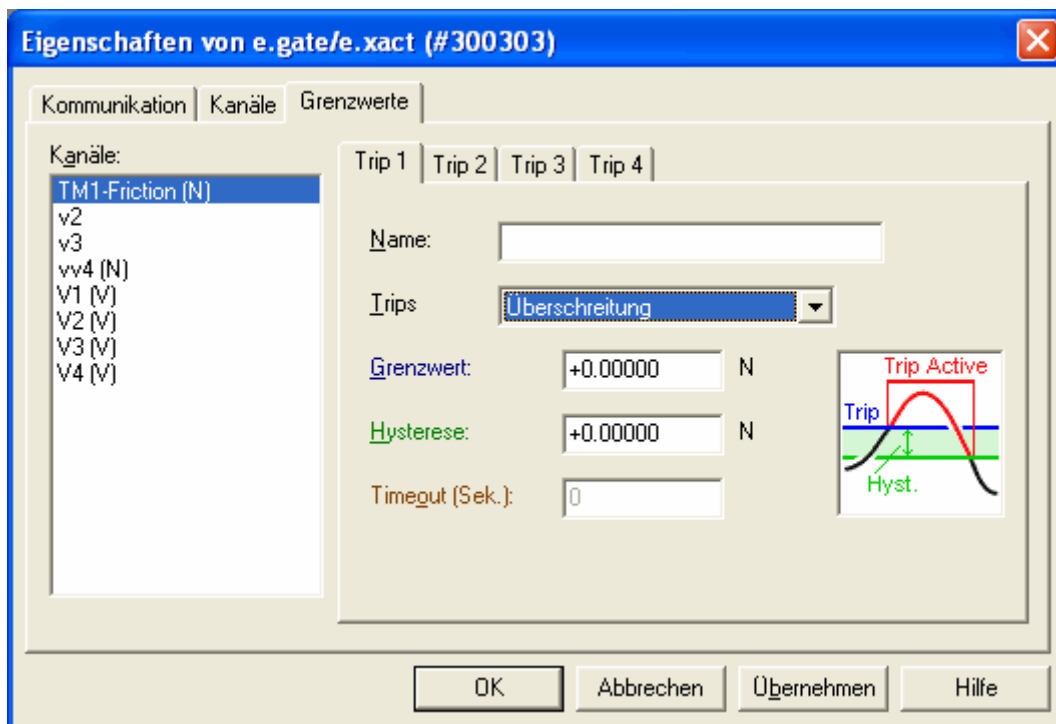 Eigenschaften von e.gate/e.xact (#300303)
Kommunikation Kanäle Grenzwerte
Kanäle:
TM1-Friction (N)
v2
v3
vv4 (N)
V1 (V)
V2 (V)
V3 (V)
V4 (V)
Trip 1 Trip 2 Trip 3 Trip 4
Name:
Trips Überschreitung
Grenzwert: +0.00000 N
Hysterese: +0.00000 N
Timeout (Sek.): 0
Trip Active
Trip
Hyst.
OK Abbrechen Übernehmen Hilfe